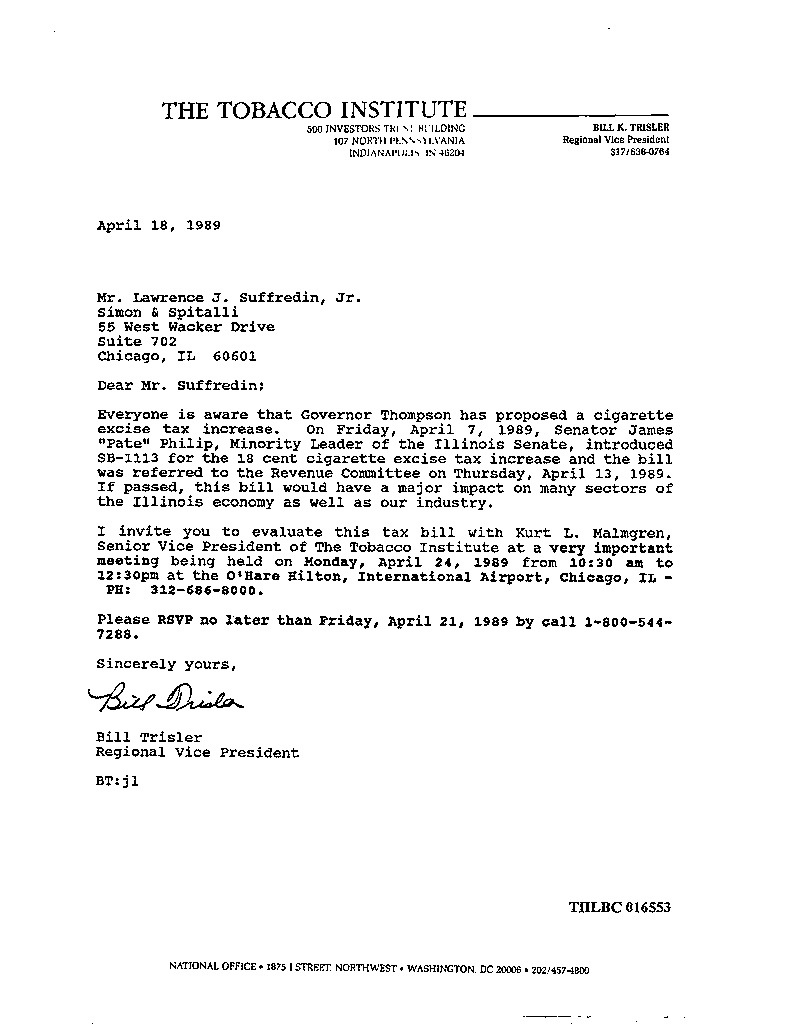 THE TOBACCO INSTITUTE
500 INVESTORS TRUST BUILDING
107 NORTH PENNSYLVANIA
INDIANAPOLIS, IN 46204
BILL K. TRISLER
Regional Vice President
317/636-0764
April 18, 1989
Mr. Lawrence J. Suffredin, Jr.
Simon & Spitalli
55 West Wacker Drive
Suite 702
Chicago, IL  60601
Dear Mr. Suffredin:
Everyone is aware that Governor Thompson has proposed a cigarette
excise tax increase.  On Friday, April 7, 1989, Senator James
"Pate" Philip, Minority Leader of the Illinois Senate, introduced
SB-1113 for the 18 cent cigarette excise tax increase and the bill
was referred to the Revenue Committee on Thursday, April 13, 1989.
If passed, this bill would have a major impact on many sectors of
the Illinois economy as well as our industry.
I invite you to evaluate this tax bill with Kurt L. Malmgren,
Senior Vice President of The Tobacco Institute at a very important
meeting being held on Monday, April 24, 1989 from 10:30 am to
12:30pm at the O'Hare Hilton, International Airport, Chicago, IL -
PH:  312-686-8000.
Please RSVP no later than Friday, April 21, 1989 by call 1-800-544-
7288.
Sincerely yours,
Bill Trisler
Bill Trisler
Regional Vice President
BT:jl
TIILBC 016553
NATIONAL OFFICE • 1875 I STREET, NORTHWEST • WASHINGTON, DC 20006 • 202/457-4800